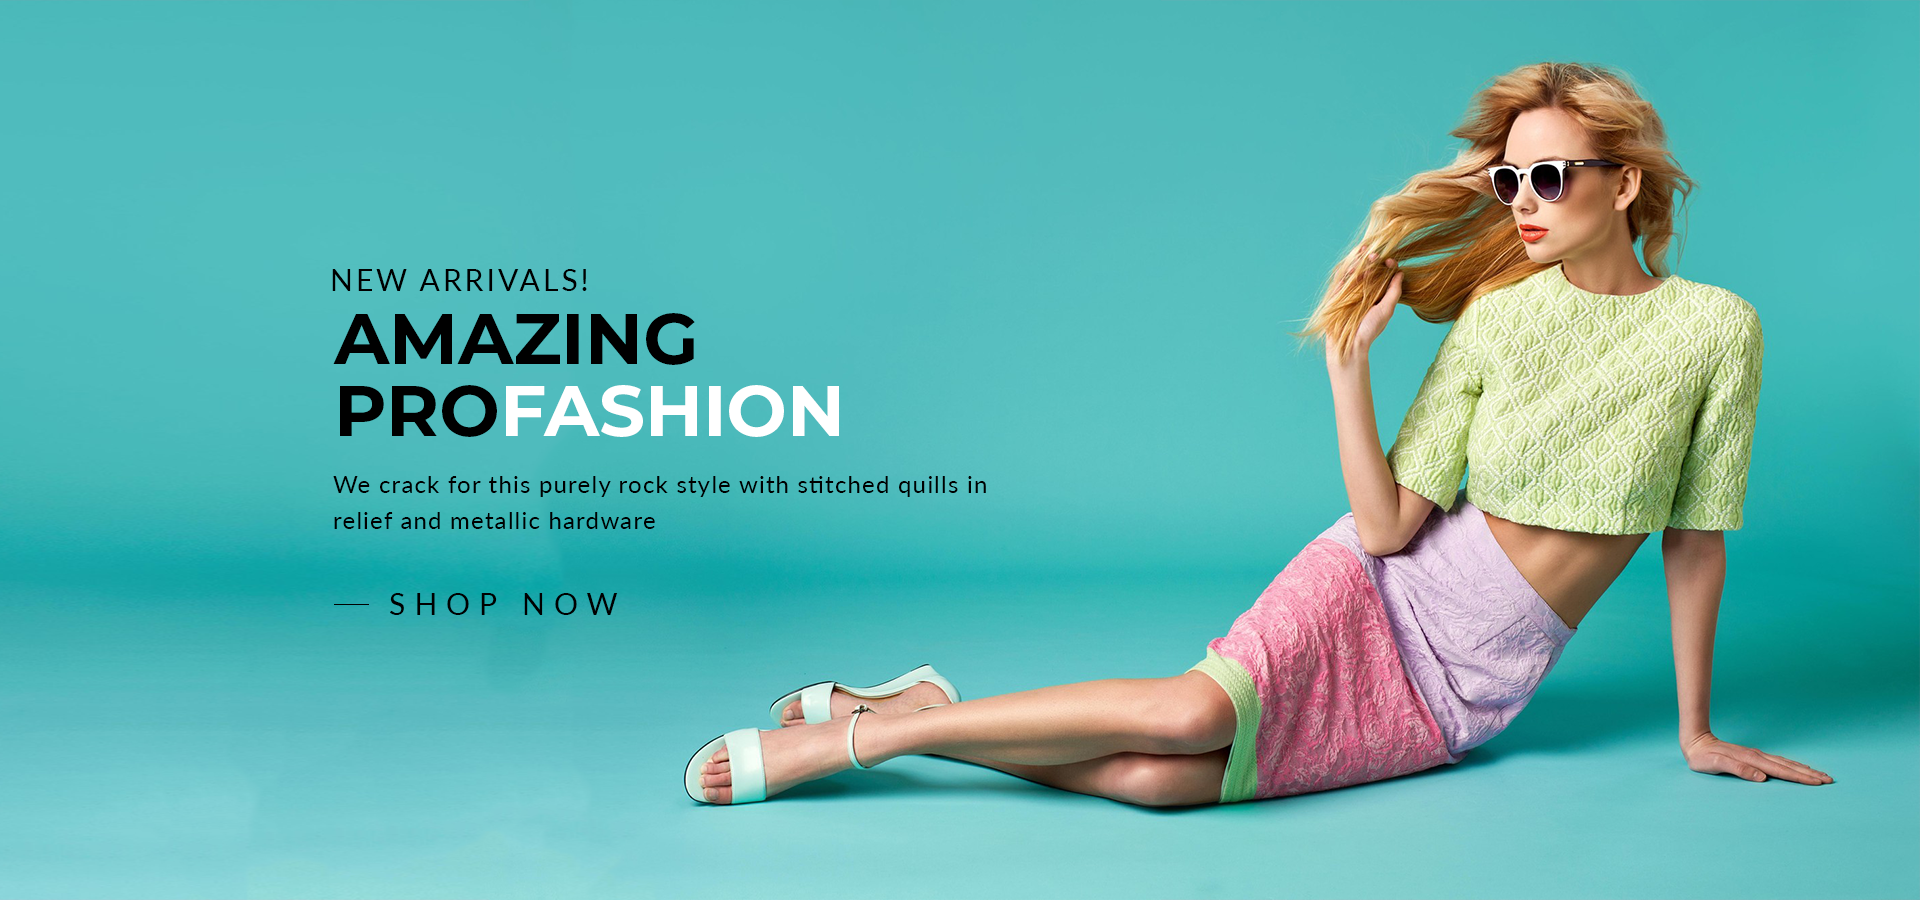 NEW ARRIVALS!
AMAZING
PROFASHION
We crack for this purely rock style with stitched quills in
relief and metallic hardware
SHOP NOW